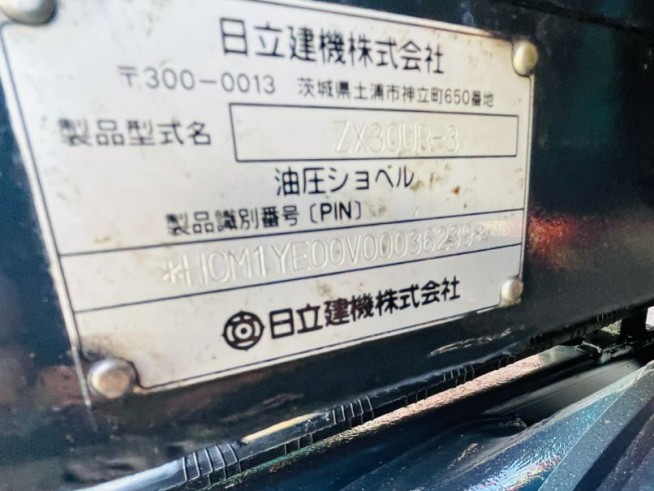 日立建機株式会社
〒300-0013 茨城県土浦市神立町650番地
製品型式名 ZX30UR-3
油圧ショベル
製品識別番号〔PIN〕
*HCM1YE00V00036239*
日立建機株式会社